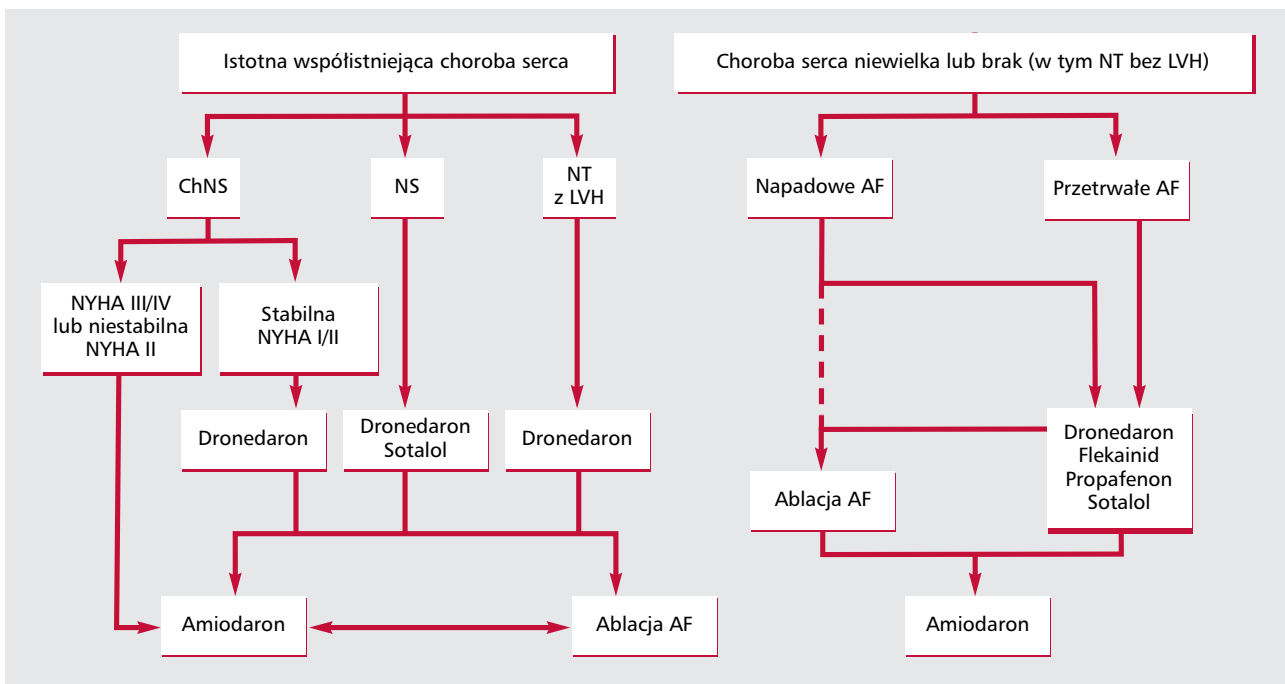 Istotna współistniejąca choroba serca
Choroba serca niewielka lub brak (w tym NT bez LVH)
ChNS
NS
NT
z LVH
Napadowe AF
Przetrwałe AF
NYHA III/IV
lub niestabilna
NYHA II
Stabilna
NYHA I/II
Dronedaron
Dronedaron
Sotalol
Dronedaron
Ablacja AF
Dronedaron
Flekainid
Propafenon
Sotalol
Amiodaron
Ablacja AF
Amiodaron